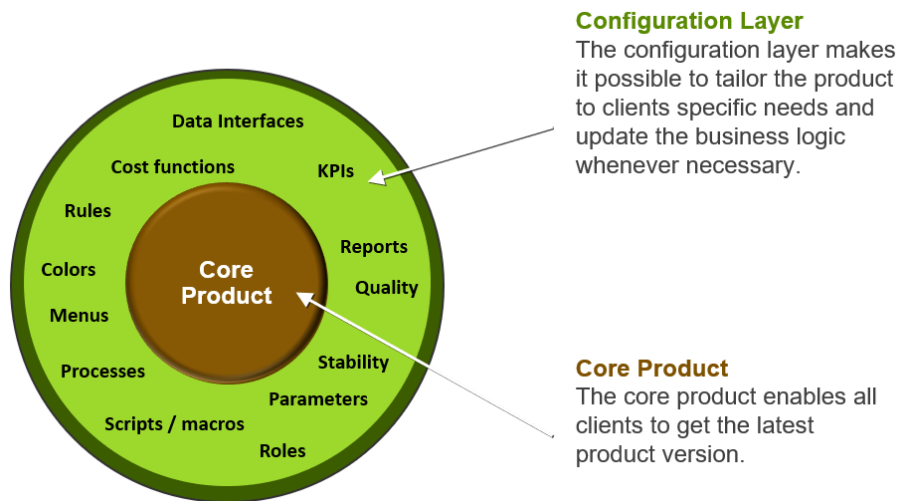 Configuration Layer
The configuration layer makes
it possible to tailor the product
to clients specific needs and
update the business logic
whenever necessary.
Data Interfaces
Cost functions
KPIs
Rules
Reports
Colors
Core
Product
Quality
Menus
Stability
Processes
Parameters
Scripts / macros
Roles
Core Product
The core product enables all
clients to get the latest
product version.